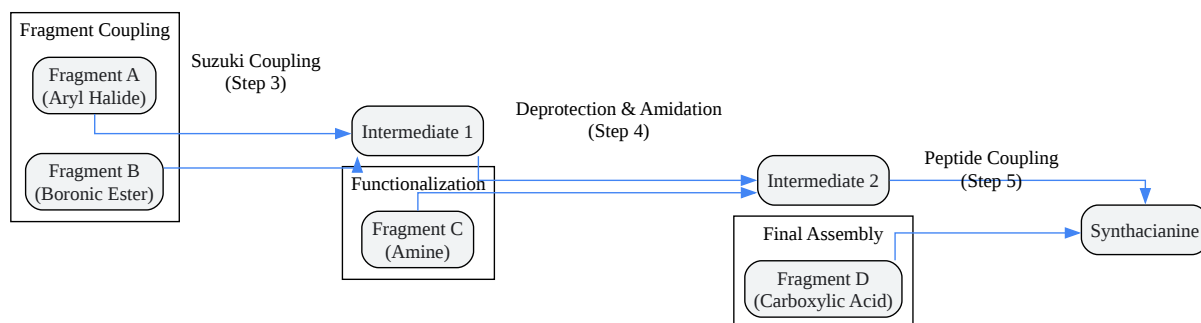 Fragment Coupling
Fragment A
(Aryl Halide)
Fragment B
(Boronic Ester)
Suzuki Coupling
(Step 3)
Intermediate 1
Functionalization
Fragment C
(Amine)
Deprotection & Amidation
(Step 4)
Intermediate 2
Final Assembly
Fragment D
(Carboxylic Acid)
Peptide Coupling
(Step 5)
Synthacianine